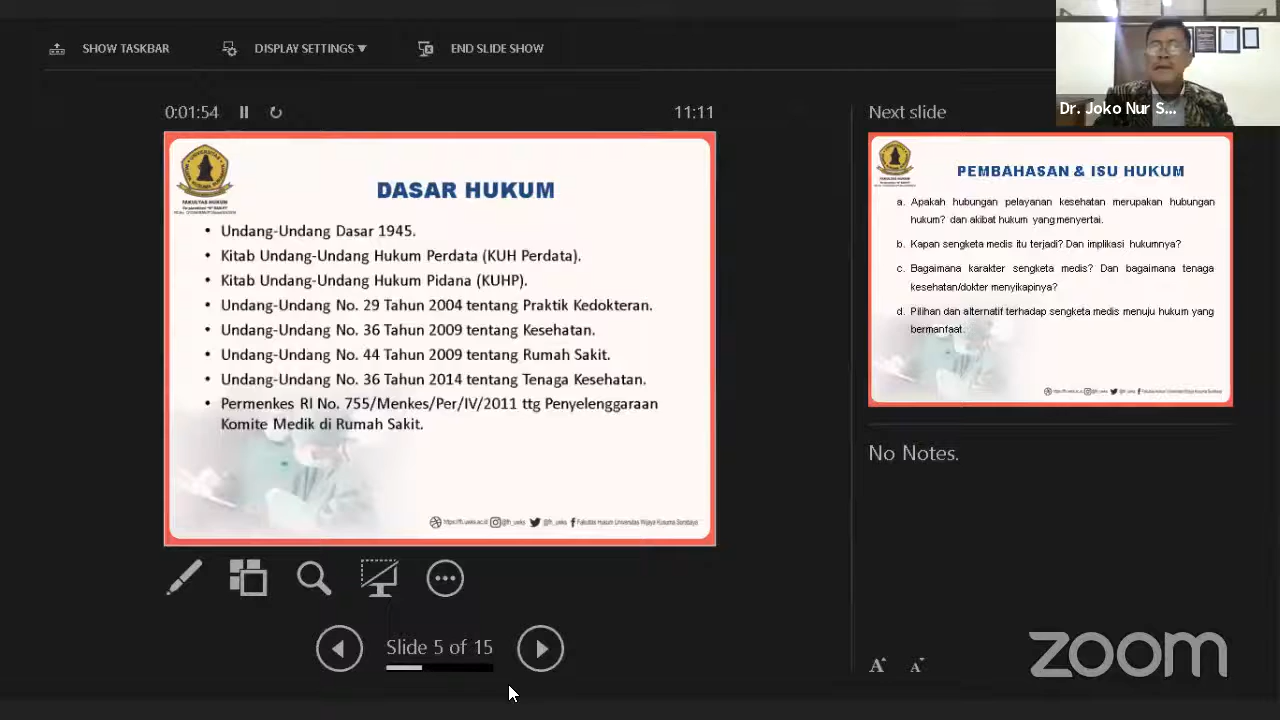 SHOW TASKBAR
DISPLAY SETTINGS ▼
END SLIDE SHOW
Dr. Joko Nur S...
0:01:54
11:11
Next slide
FAKULTAS HUKUM
DASAR HUKUM
• Undang-Undang Dasar 1945.
• Kitab Undang-Undang Hukum Perdata (KUH Perdata).
• Kitab Undang-Undang Hukum Pidana (KUHP).
• Undang-Undang No. 29 Tahun 2004 tentang Praktik Kedokteran.
• Undang-Undang No. 36 Tahun 2009 tentang Kesehatan.
• Undang-Undang No. 44 Tahun 2009 tentang Rumah Sakit.
• Undang-Undang No. 36 Tahun 2014 tentang Tenaga Kesehatan.
• Permenkes RI No. 755/Menkes/Per/IV/2011 ttg Penyelenggaraan
Komite Medik di Rumah Sakit.
https://fh.uwks.ac.id @fh_uwks @fh_uwks Fakultas Hukum Universitas Wijaya Kusuma Surabaya
PEMBAHASAN & ISU HUKUM
a. Apakah hubungan pelayanan kesehatan merupakan hubungan
hukum? dan akibat hukum yang menyertai.
b. Kapan sengketa medis itu terjadi? Dan implikasi hukumnya?
c. Bagaimana karakter sengketa medis? Dan bagaimana tenaga
kesehatan/dokter menyikapinya?
d. Pilihan dan alternatif terhadap sengketa medis menuju hukum yang
bermanfaat.
No Notes.
Slide 5 of 15
A A
zoom